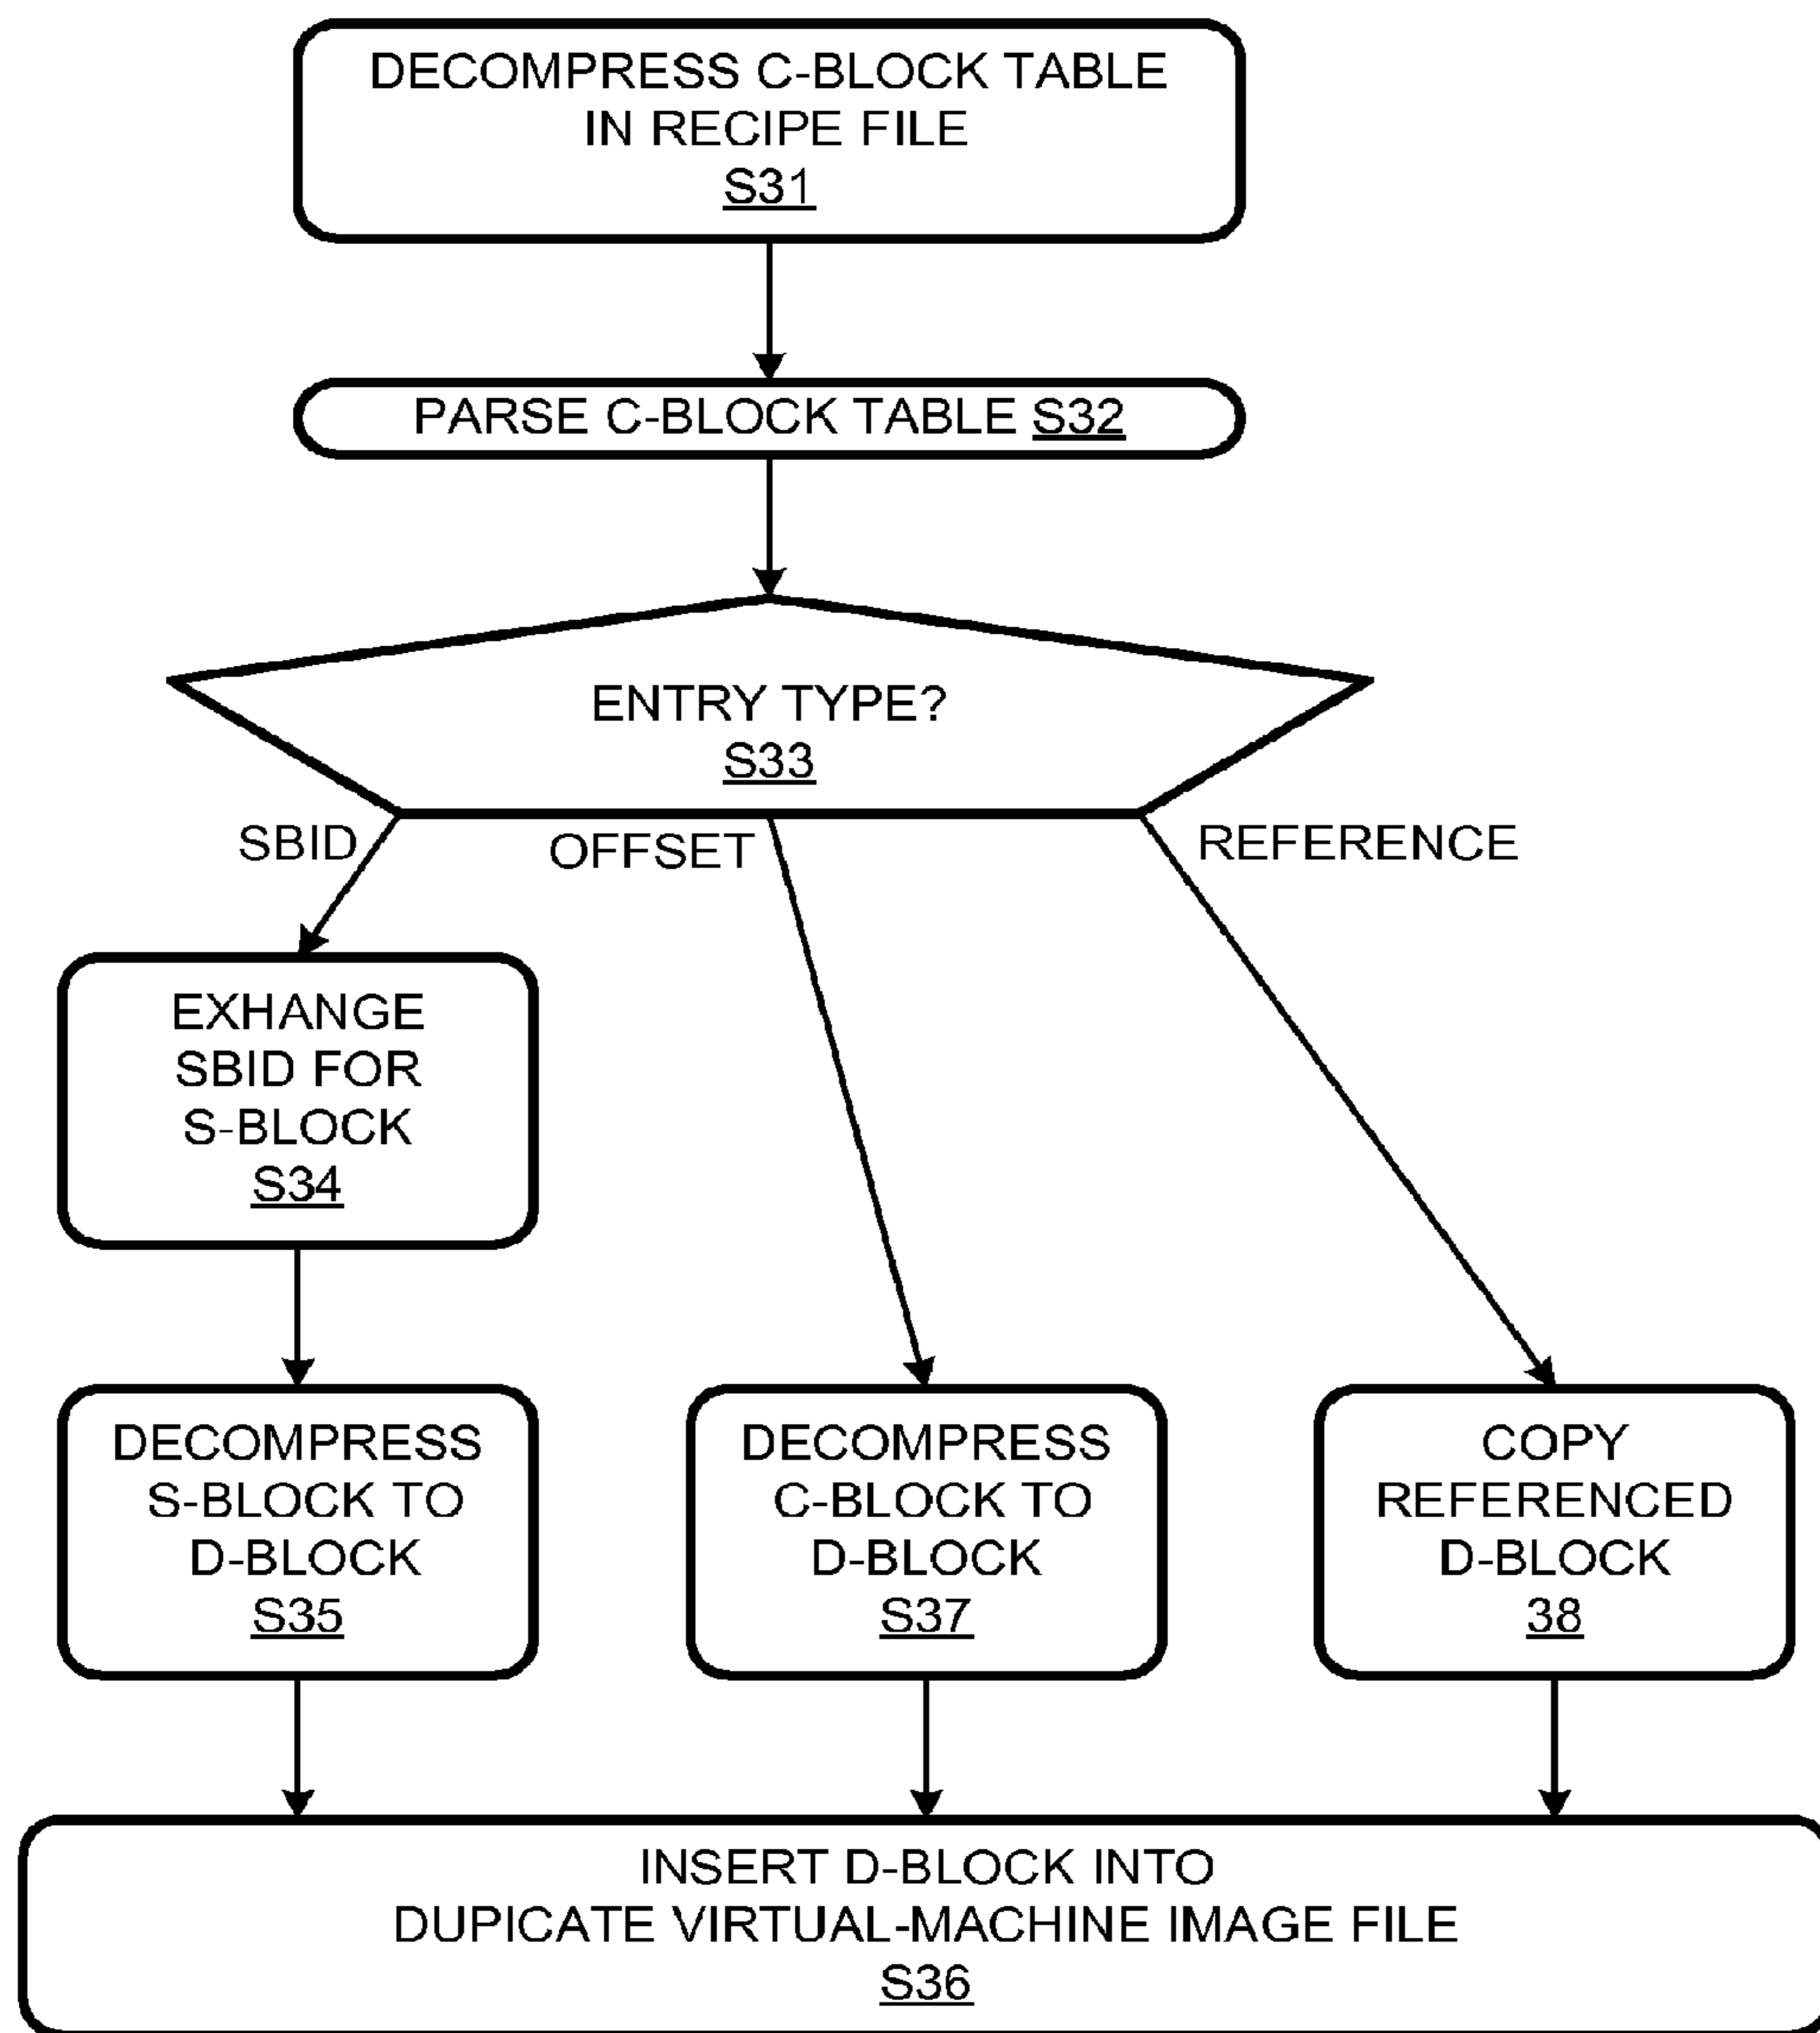 DECOMPRESS C-BLOCK TABLE
IN RECIPE FILE
S31
PARSE C-BLOCK TABLE S32
ENTRY TYPE?
S33
SBID
OFFSET
REFERENCE
EXHANGE
SBID FOR
S-BLOCK
S34
DECOMPRESS
S-BLOCK TO
D-BLOCK
S35
DECOMPRESS
C-BLOCK TO
D-BLOCK
S37
COPY
REFERENCED
D-BLOCK
38
INSERT D-BLOCK INTO
DUPICATE VIRTUAL-MACHINE IMAGE FILE
S36